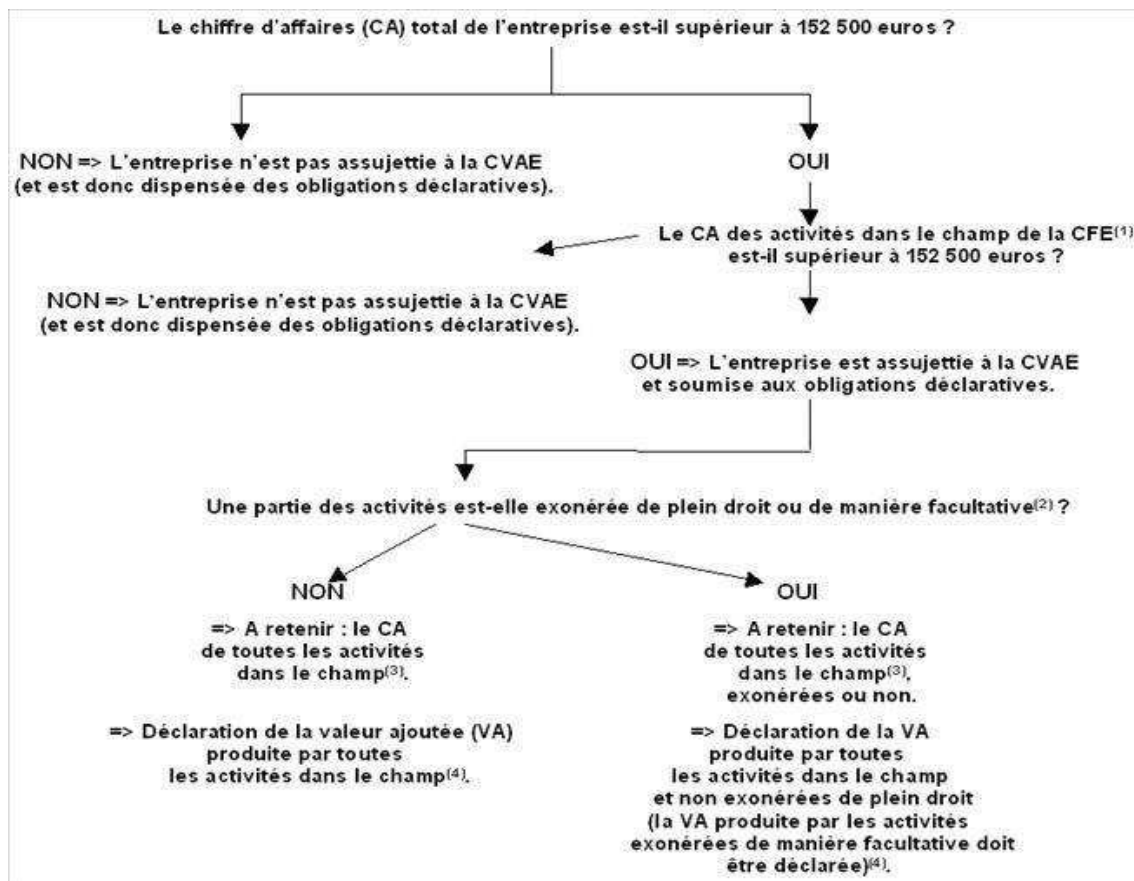 Le chiffre d'affaires (CA) total de l'entreprise est-il supérieur à 152 500 euros ?
NON => L'entreprise n'est pas assujettie à la CVAE
(et est donc dispensée des obligations déclaratives).
OUI
Le CA des activités dans le champ de la CFE(1)
est-il supérieur à 152 500 euros ?
NON => L'entreprise n'est pas assujettie à la CVAE
(et est donc dispensée des obligations déclaratives).
OUI => L'entreprise est assujettie à la CVAE
et soumise aux obligations déclaratives.
Une partie des activités est-elle exonérée de plein droit ou de manière facultative(2) ?
NON
=> A retenir : le CA
de toutes les activités
dans le champ(3).
=> Déclaration de la valeur ajoutée (VA)
produite par toutes
les activités dans le champ(4).
OUI
=> A retenir : le CA
de toutes les activités
dans le champ(3),
exonérées ou non.
=> Déclaration de la VA
produite par toutes
les activités dans le champ
et non exonérées de plein droit
(la VA produite par les activités
exonérées de manière facultative doit
être déclarée)(4).